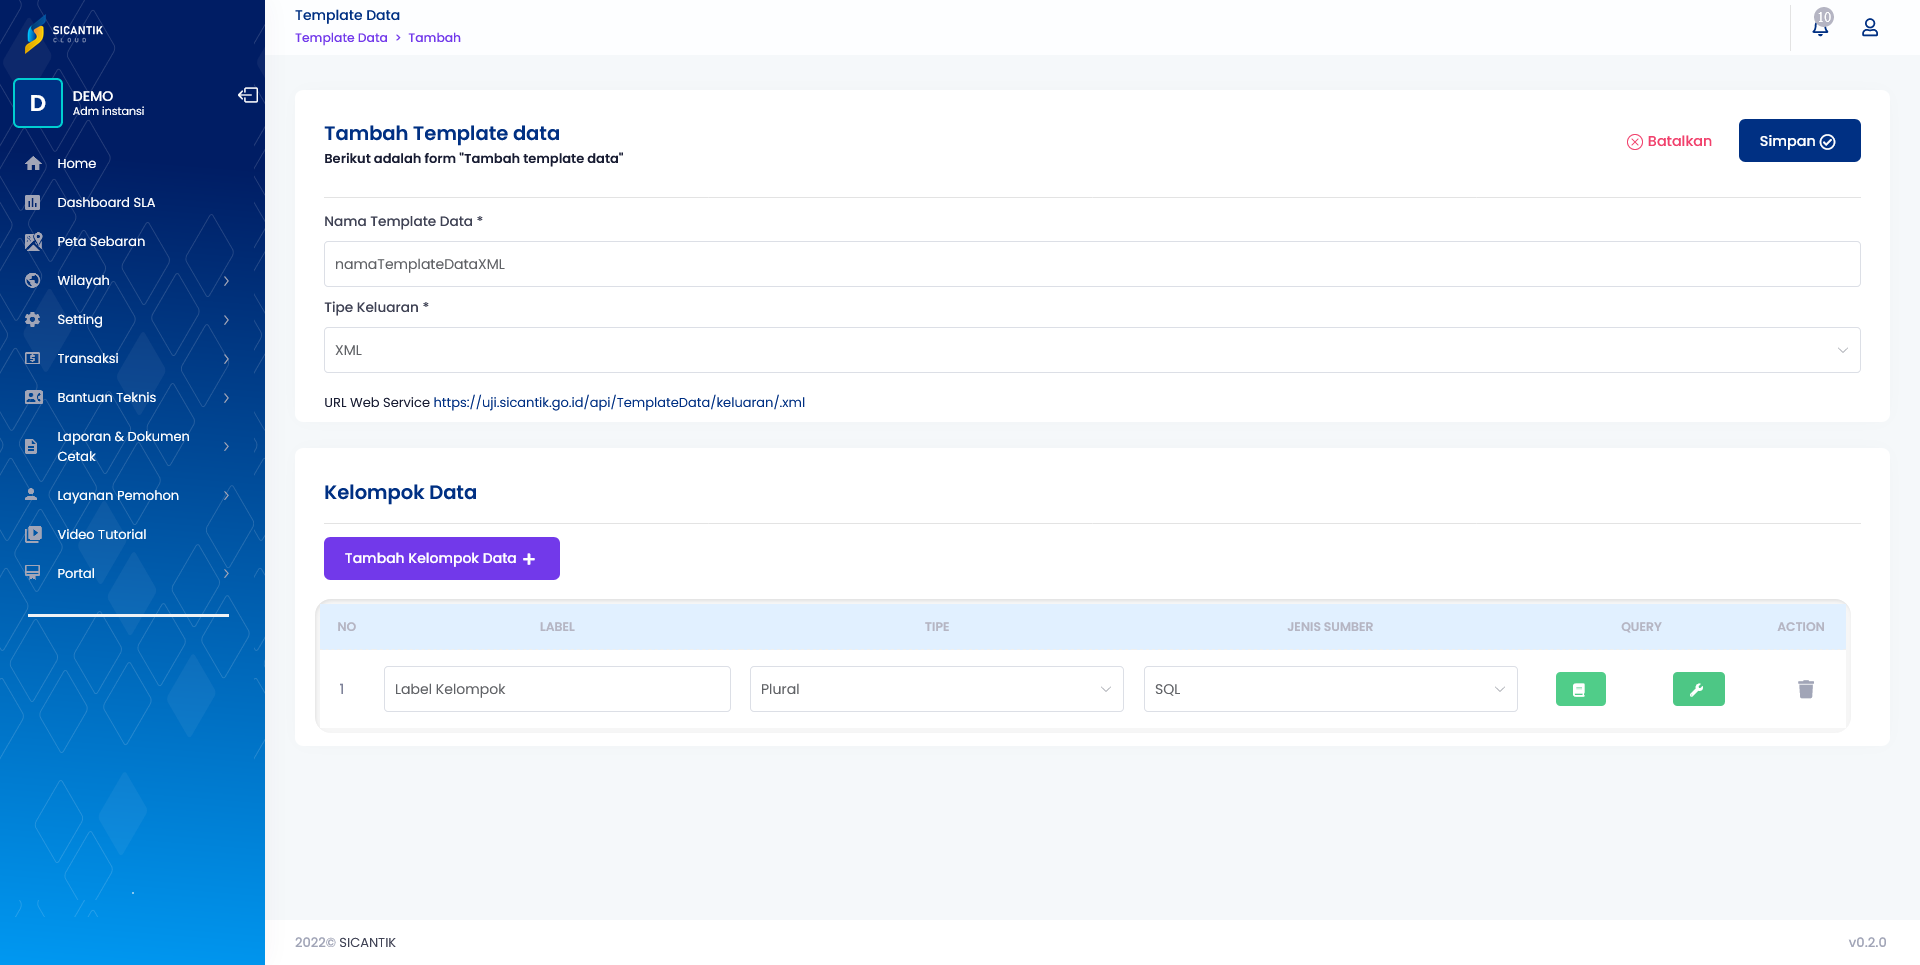 SICANTIK
CLOUD
D
DEMO
Adm instansi
Home
Dashboard SLA
Peta Sebaran
Wilayah
Setting
Transaksi
Bantuan Teknis
Laporan & Dokumen
Cetak
Layanan Pemohon
Video Tutorial
Portal
Template Data
Template Data > Tambah
10
Tambah Template data
Berikut adalah form "Tambah template data"
Batalkan
Simpan
Nama Template Data *
namaTemplateDataXML
Tipe Keluaran *
XML
URL Web Service https://uji.sicantik.go.id/api/TemplateData/keluaran/.xml
Kelompok Data
Tambah Kelompok Data +
NO LABEL TIPE JENIS SUMBER QUERY ACTION
1 Label Kelompok Plural SQL
2022© SICANTIK
v0.2.0